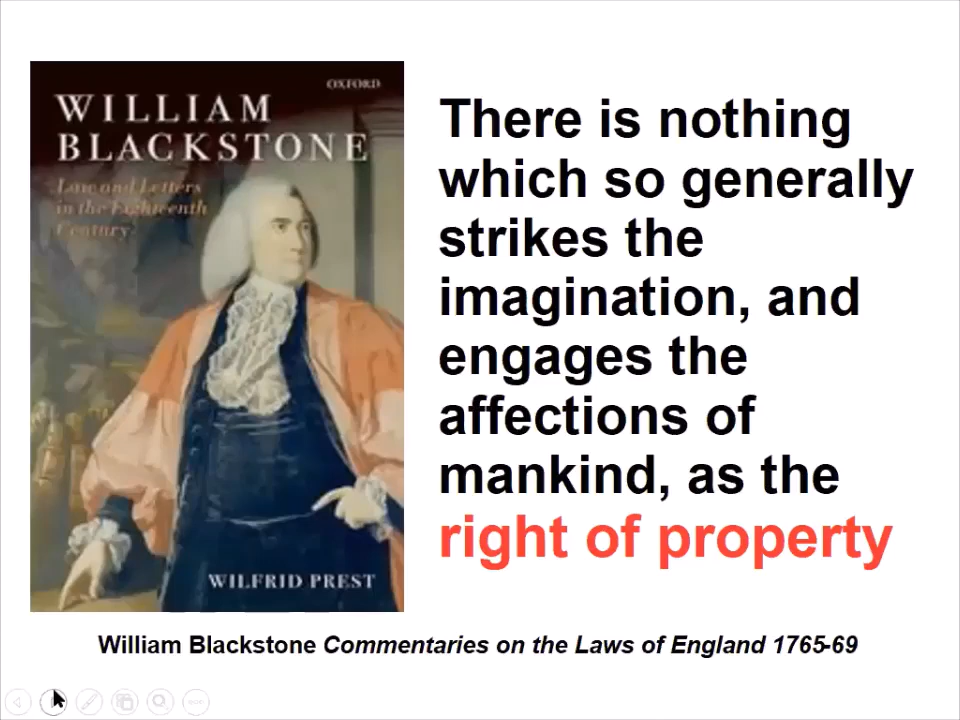 OXFORD
WILLIAM
BLACKSTONE
Law and Letters
in the Eighteenth
Century
WILFRID PREST
There is nothing
which so generally
strikes the
imagination, and
engages the
affections of
mankind, as the
right of property
William Blackstone Commentaries on the Laws of England 1765-69